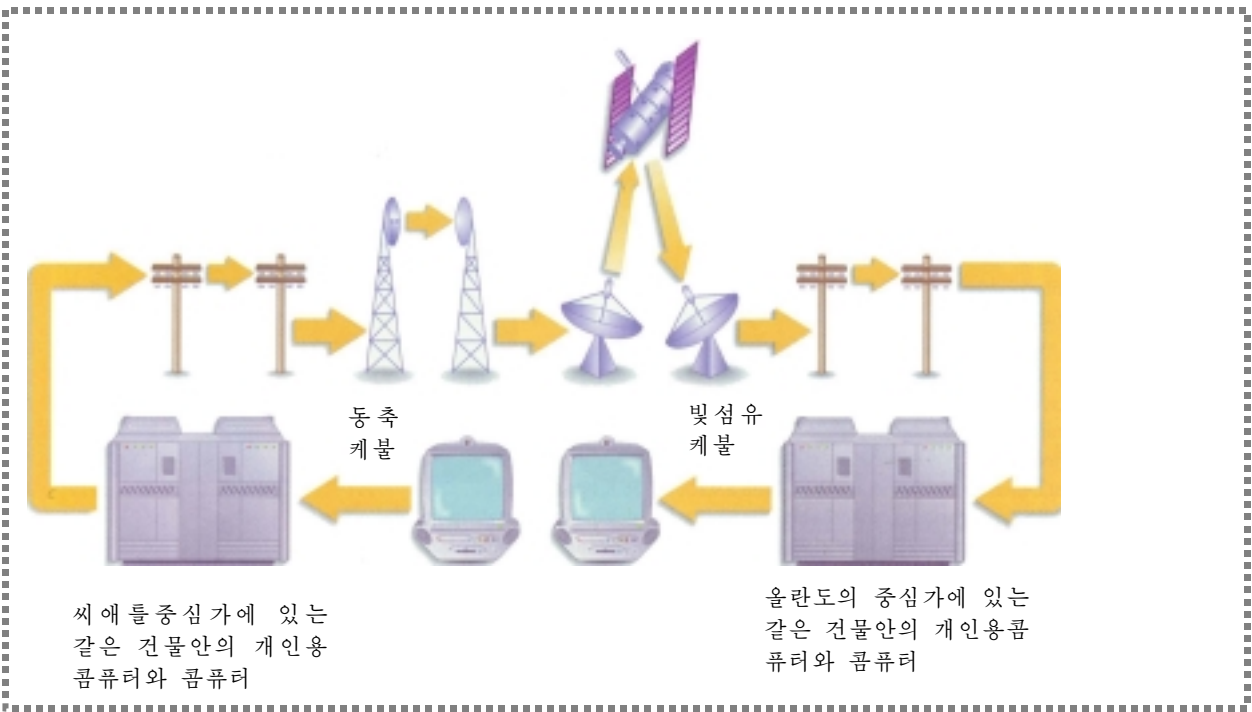 동축
케불
빛섬유
케불
씨애틀중심가에 있는
같은 건물안의 개인용
콤퓨터와 콤퓨터
올란도의 중심가에 있는
같은 건물안의 개인용콤
퓨터와 콤퓨터